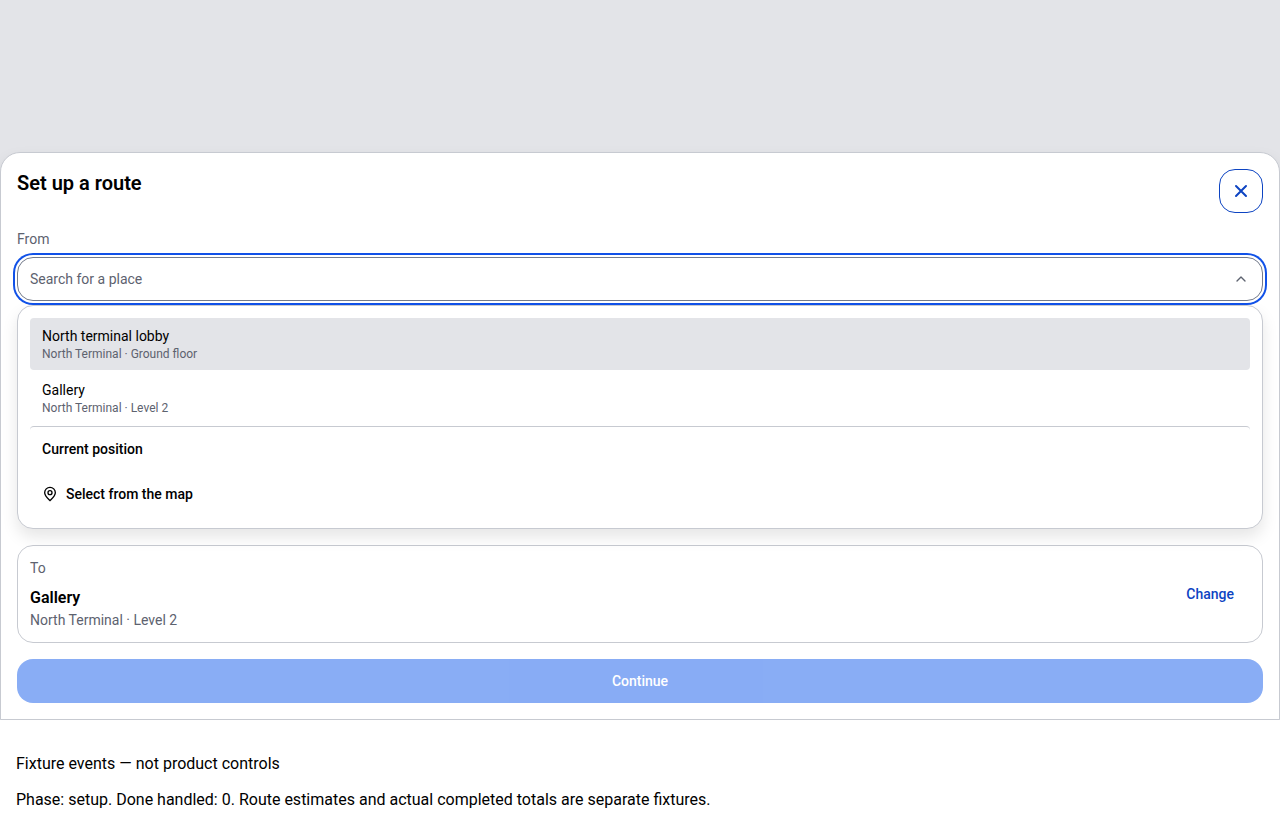 Set up a route
From
Search for a place
North terminal lobby
North Terminal · Ground floor
Gallery
North Terminal · Level 2
Current position
Select from the map
To
Gallery
North Terminal · Level 2
Change
Continue
Fixture events — not product controls
Phase: setup. Done handled: 0. Route estimates and actual completed totals are separate fixtures.